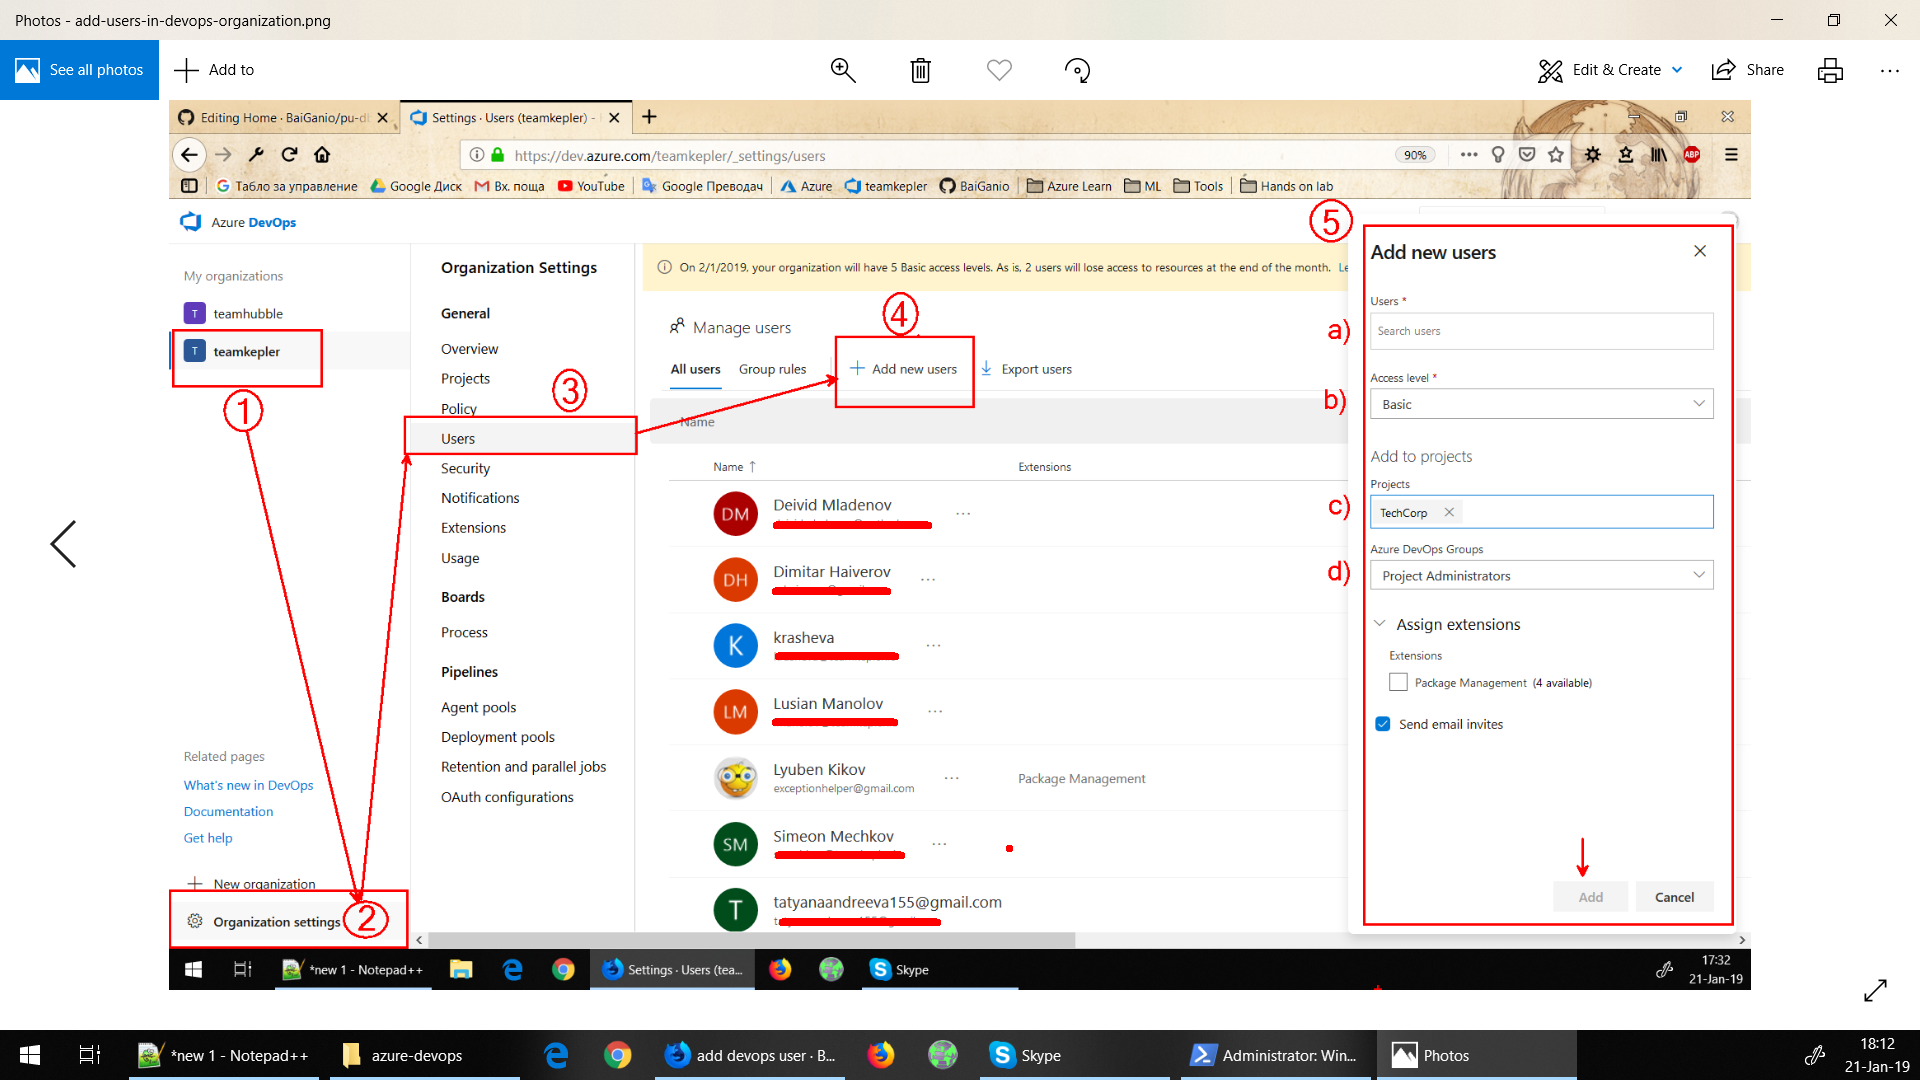 Photos - add-users-in-devops-organization.png
See all photos
Add to
Edit & Create
Share
Editing Home · BaiGanio/pu-d
Settings · Users (teamkepler) -
https://dev.azure.com/teamkepler/_settings/users
90%
ABP
Табло за управление
Google Диск
Вх. поща
YouTube
Google Преводач
Azure
teamkepler
BaiGanio
Azure Learn
ML
Tools
Hands on lab
Azure DevOps
My organizations
T teamhubble
T teamkepler
1
Related pages
What's new in DevOps
Documentation
Get help
New organization
Organization settings
2
Organization Settings
General
Overview
Projects
Policy
3
Users
Security
Notifications
Extensions
Usage
Boards
Process
Pipelines
Agent pools
Deployment pools
Retention and parallel jobs
OAuth configurations
On 2/1/2019, your organization will have 5 Basic access levels. As is, 2 users will lose access to resources at the end of the month. Le
4
Manage users
All users
Group rules
Add new users
Export users
Name
Name ↑
Extensions
DM Deivid Mladenov
DH Dimitar Haiverov
K krasheva
LM Lusian Manolov
Lyuben Kikov
exceptionhelper@gmail.com
Package Management
SM Simeon Mechkov
T tatyanaandreeva155@gmail.com
5
Add new users
Users *
a) Search users
Access level *
b) Basic
Add to projects
Projects
c) TechCorp
Azure DevOps Groups
d) Project Administrators
Assign extensions
Extensions
Package Management (4 available)
Send email invites
Add
Cancel
*new 1 - Notepad++
Settings · Users (tea...
Skype
17:32
21-Jan-19
*new 1 - Notepad++
azure-devops
add devops user · B...
Skype
Administrator: Win...
Photos
18:12
21-Jan-19